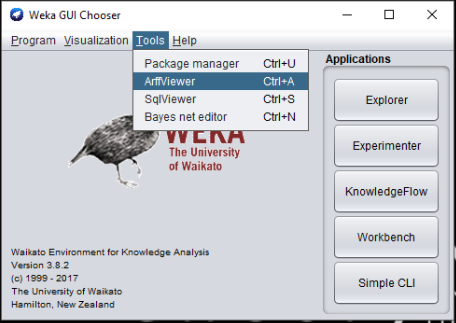 Weka GUI Chooser
Program Visualization Tools Help
Package manager Ctrl+U
ArffViewer Ctrl+A
SqlViewer Ctrl+S
Bayes net editor Ctrl+N
WEKA
The University
of Waikato
Applications
Explorer
Experimenter
KnowledgeFlow
Workbench
Simple CLI
Waikato Environment for Knowledge Analysis
Version 3.8.2
(c) 1999 - 2017
The University of Waikato
Hamilton, New Zealand